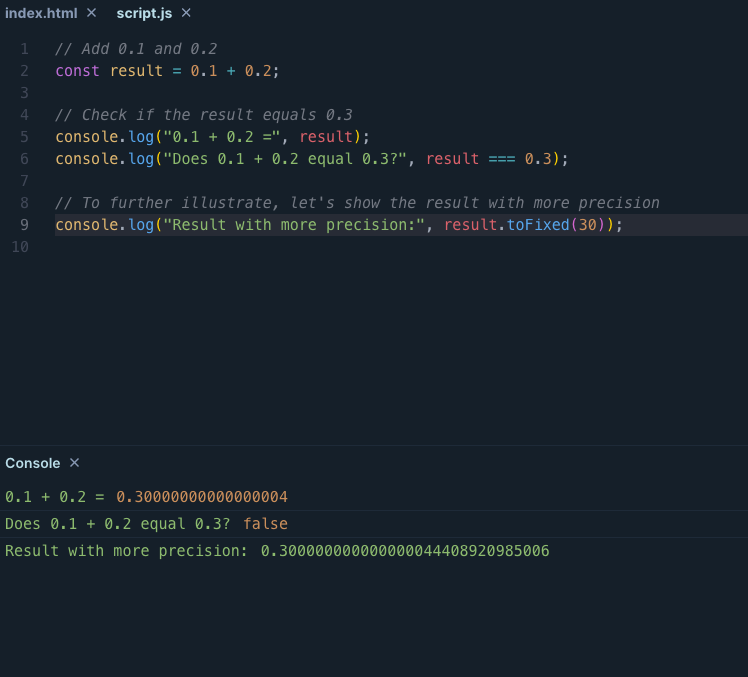 index.html ✕ script.js ✕
1 // Add 0.1 and 0.2
2 const result = 0.1 + 0.2;
3
4 // Check if the result equals 0.3
5 console.log("0.1 + 0.2 =", result);
6 console.log("Does 0.1 + 0.2 equal 0.3?", result === 0.3);
7
8 // To further illustrate, let's show the result with more precision
9 console.log("Result with more precision:", result.toFixed(30));
10
Console ✕
0.1 + 0.2 = 0.30000000000000004
Does 0.1 + 0.2 equal 0.3? false
Result with more precision: 0.300000000000000044408920985006